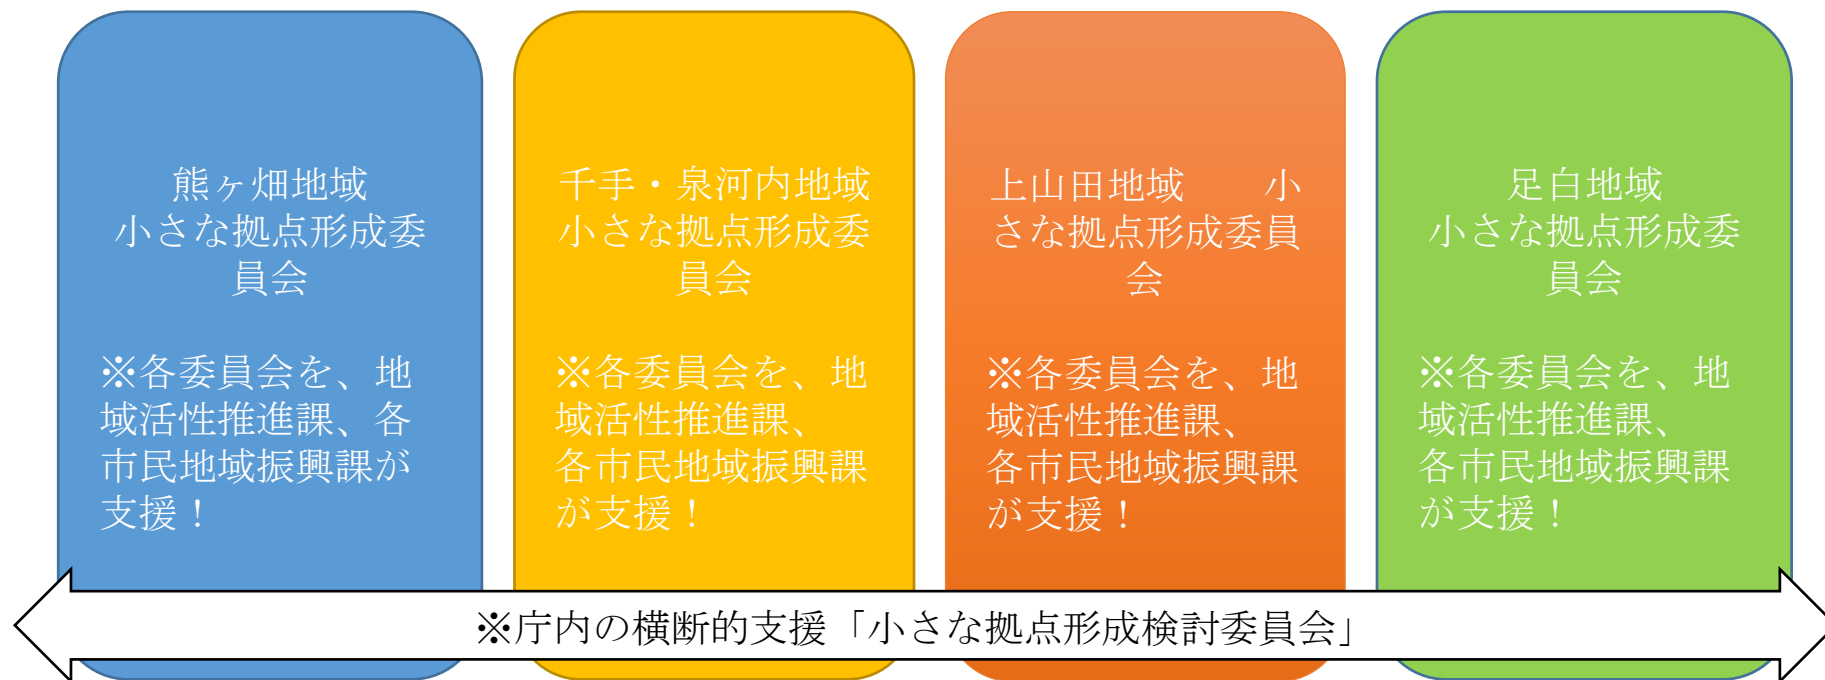 熊ヶ畑地域
小さな拠点形成委
員会
※各委員会を、地
域活性推進課、各
市民地域振興課が
支援！
千手・泉河内地域
小さな拠点形成委
員会
※各委員会を、地
域活性推進課、
各市民地域振興課
が支援！
上山田地域　　小
さな拠点形成委員
会
※各委員会を、地
域活性推進課、
各市民地域振興課
が支援！
足白地域
小さな拠点形成委
員会
※各委員会を、地
域活性推進課、
各市民地域振興課
が支援！
※庁内の横断的支援「小さな拠点形成検討委員会」